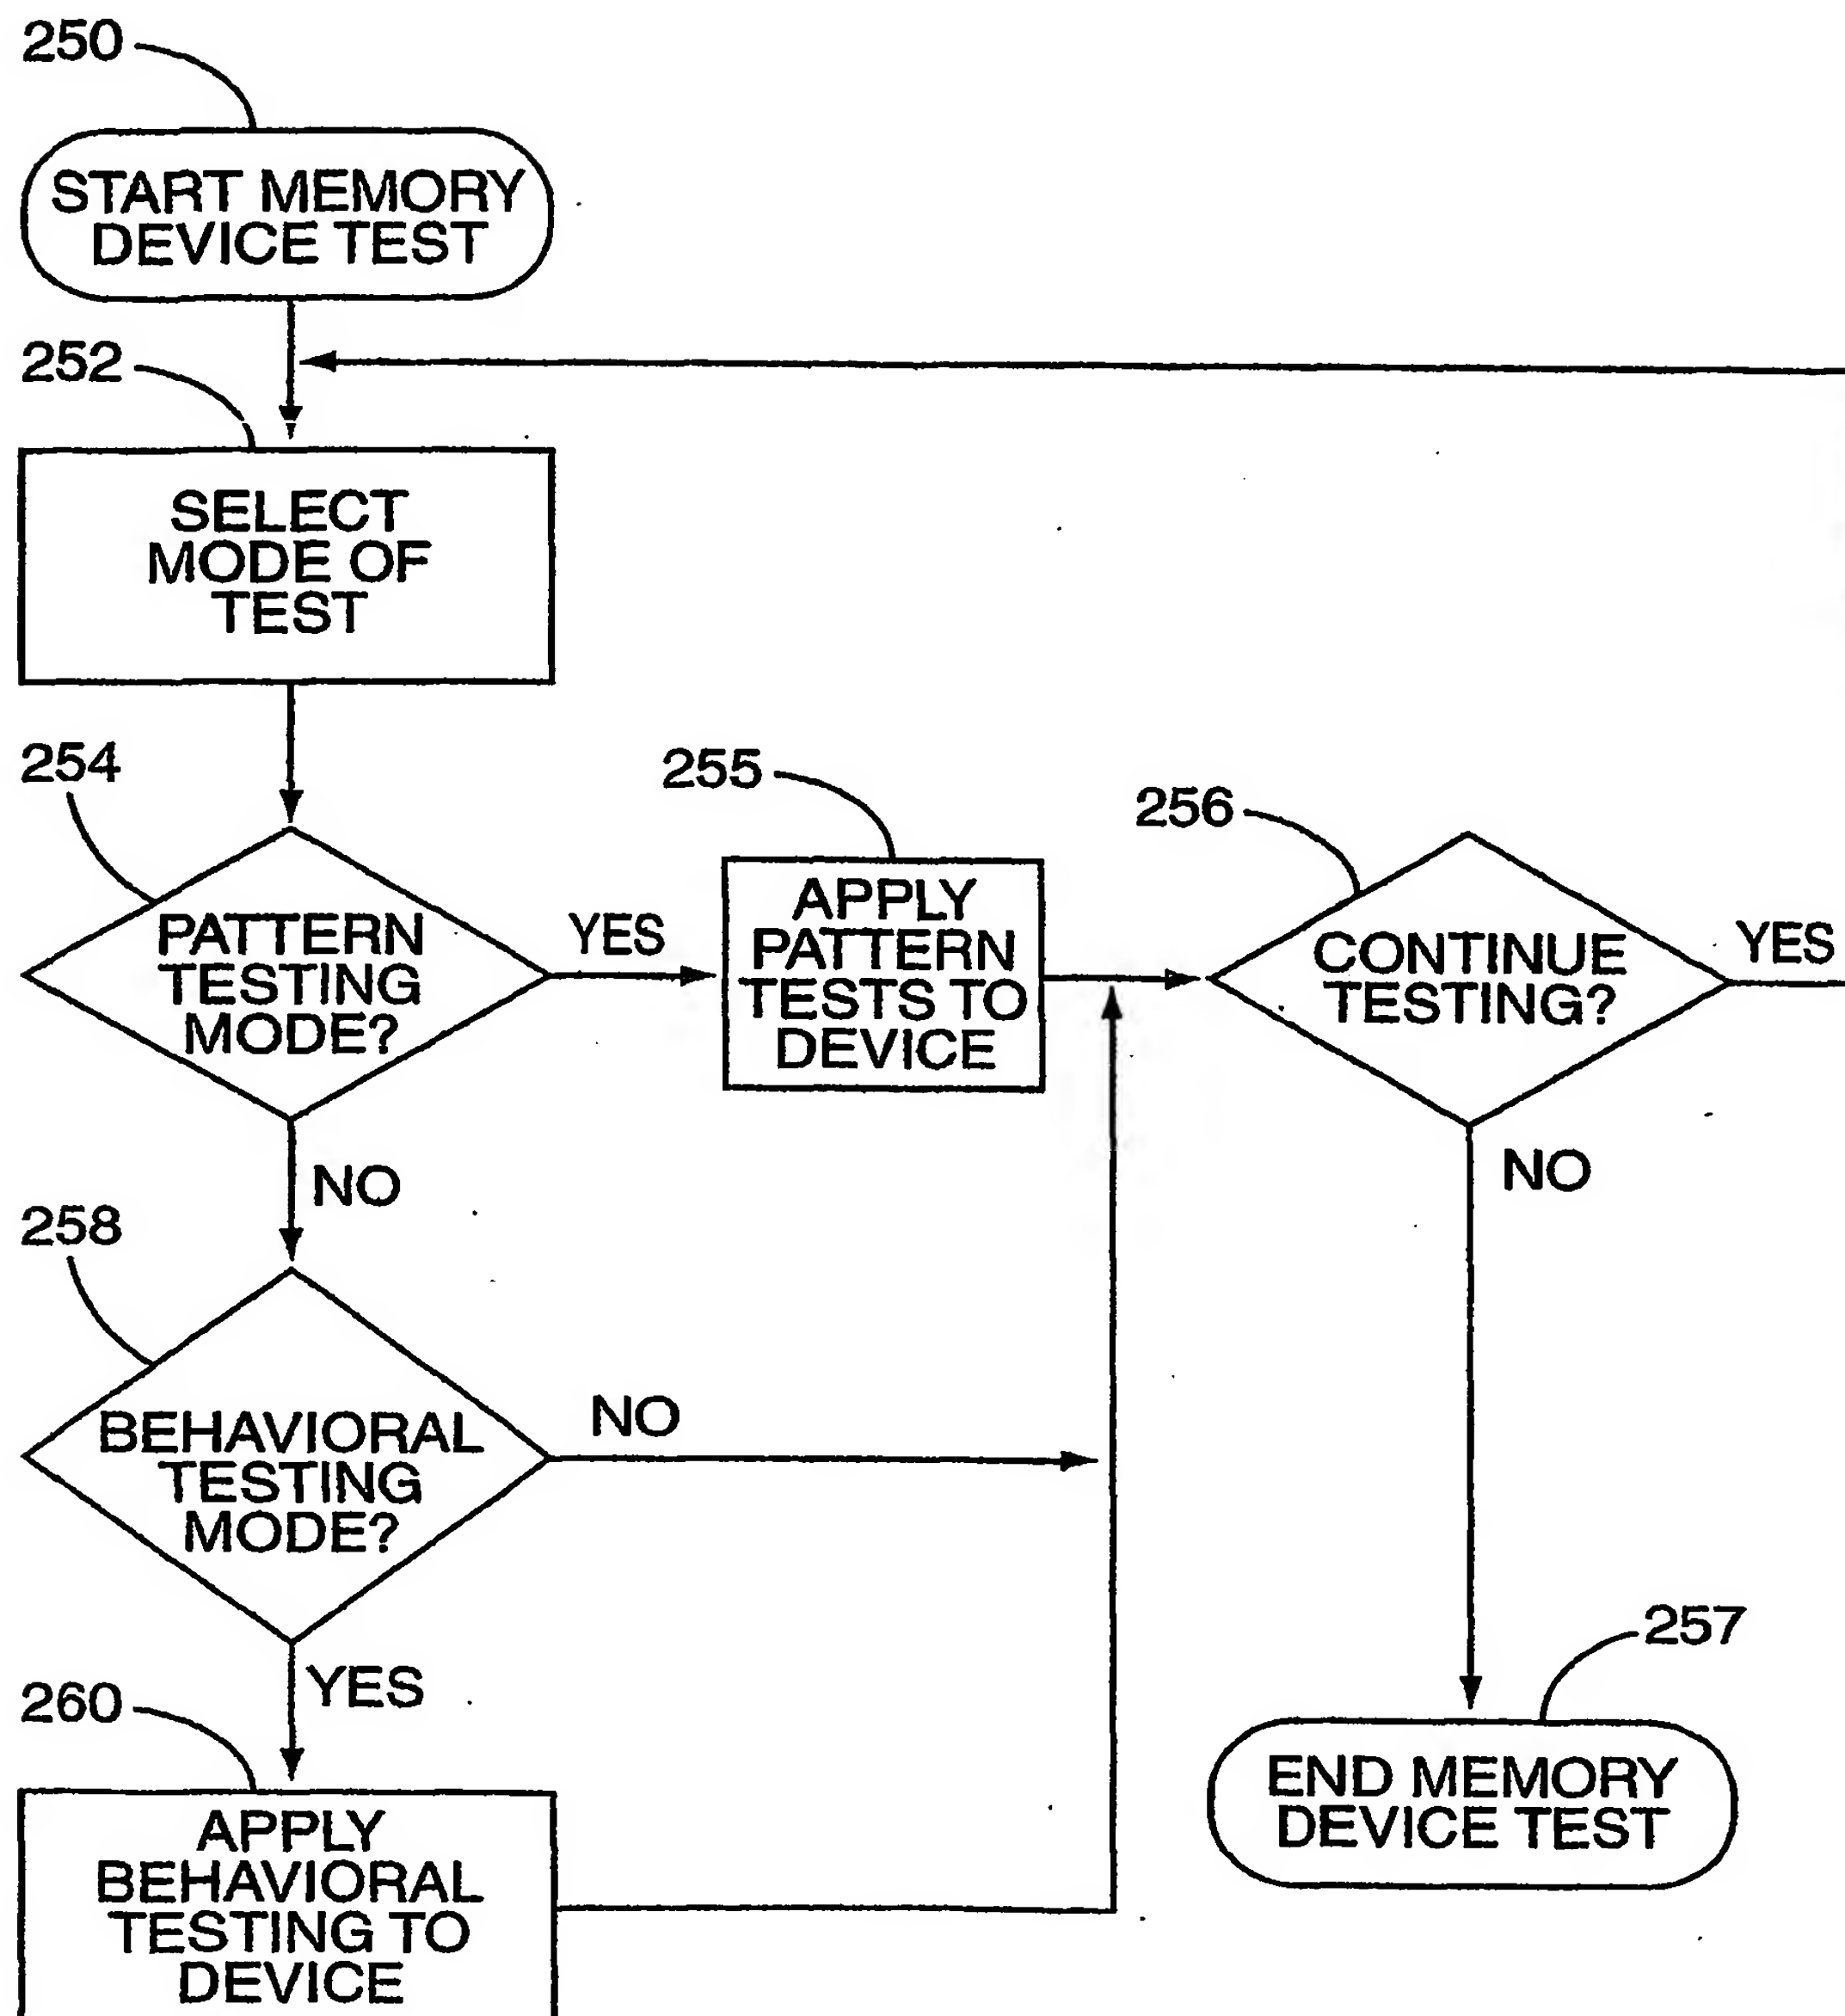 250
START MEMORY
DEVICE TEST
252
SELECT
MODE OF
TEST
254
PATTERN
TESTING
MODE?
YES
255
APPLY
PATTERN
TESTS TO
DEVICE
256
CONTINUE
TESTING?
YES
NO
NO
258
BEHAVIORAL
TESTING
MODE?
NO
YES
257
END MEMORY
DEVICE TEST
260
APPLY
BEHAVIORAL
TESTING TO
DEVICE